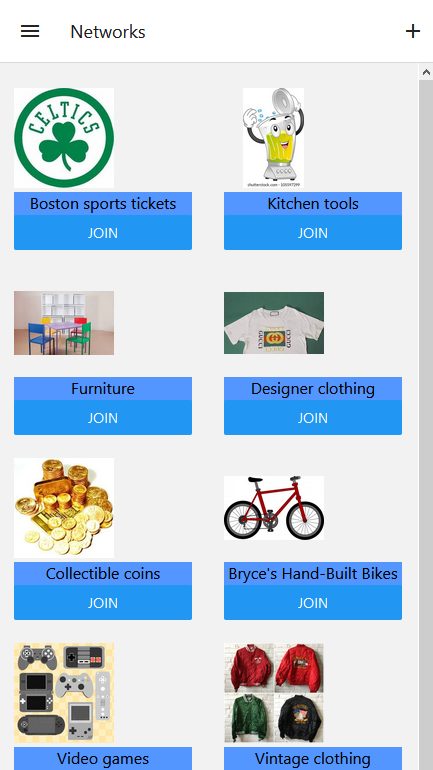 Networks
CELTICS
shutterstock.com · 100397299
Boston sports tickets
Kitchen tools
JOIN
JOIN
GUCCI
Furniture
Designer clothing
JOIN
JOIN
Collectible coins
Bryce's Hand-Built Bikes
JOIN
JOIN
Video games
Vintage clothing